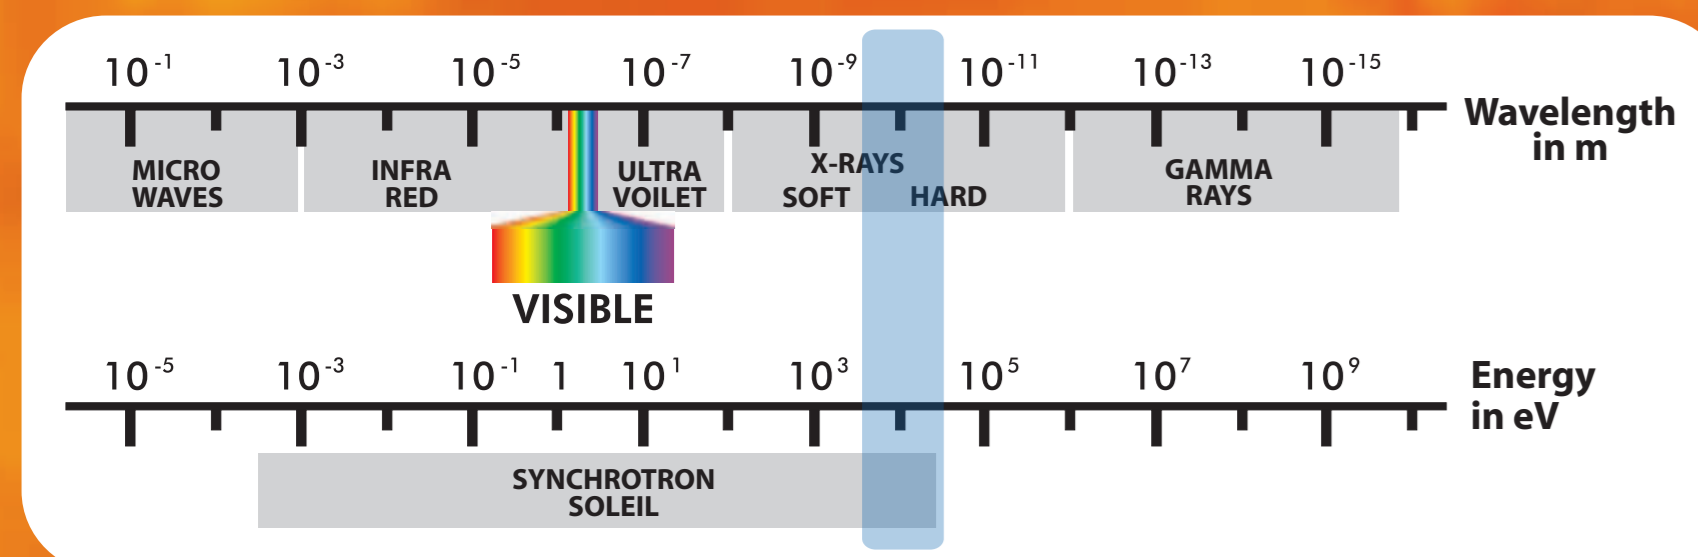 10⁻¹ 10⁻³ 10⁻⁵ 10⁻⁷ 10⁻⁹ 10⁻¹¹ 10⁻¹³ 10⁻¹⁵
Wavelength
in m
MICRO
WAVES
INFRA
RED
ULTRA
VOILET
X-RAYS
SOFT HARD
GAMMA
RAYS
VISIBLE
10⁻⁵ 10⁻³ 10⁻¹ 1 10¹ 10³ 10⁵ 10⁷ 10⁹
Energy
in eV
SYNCHROTRON
SOLEIL